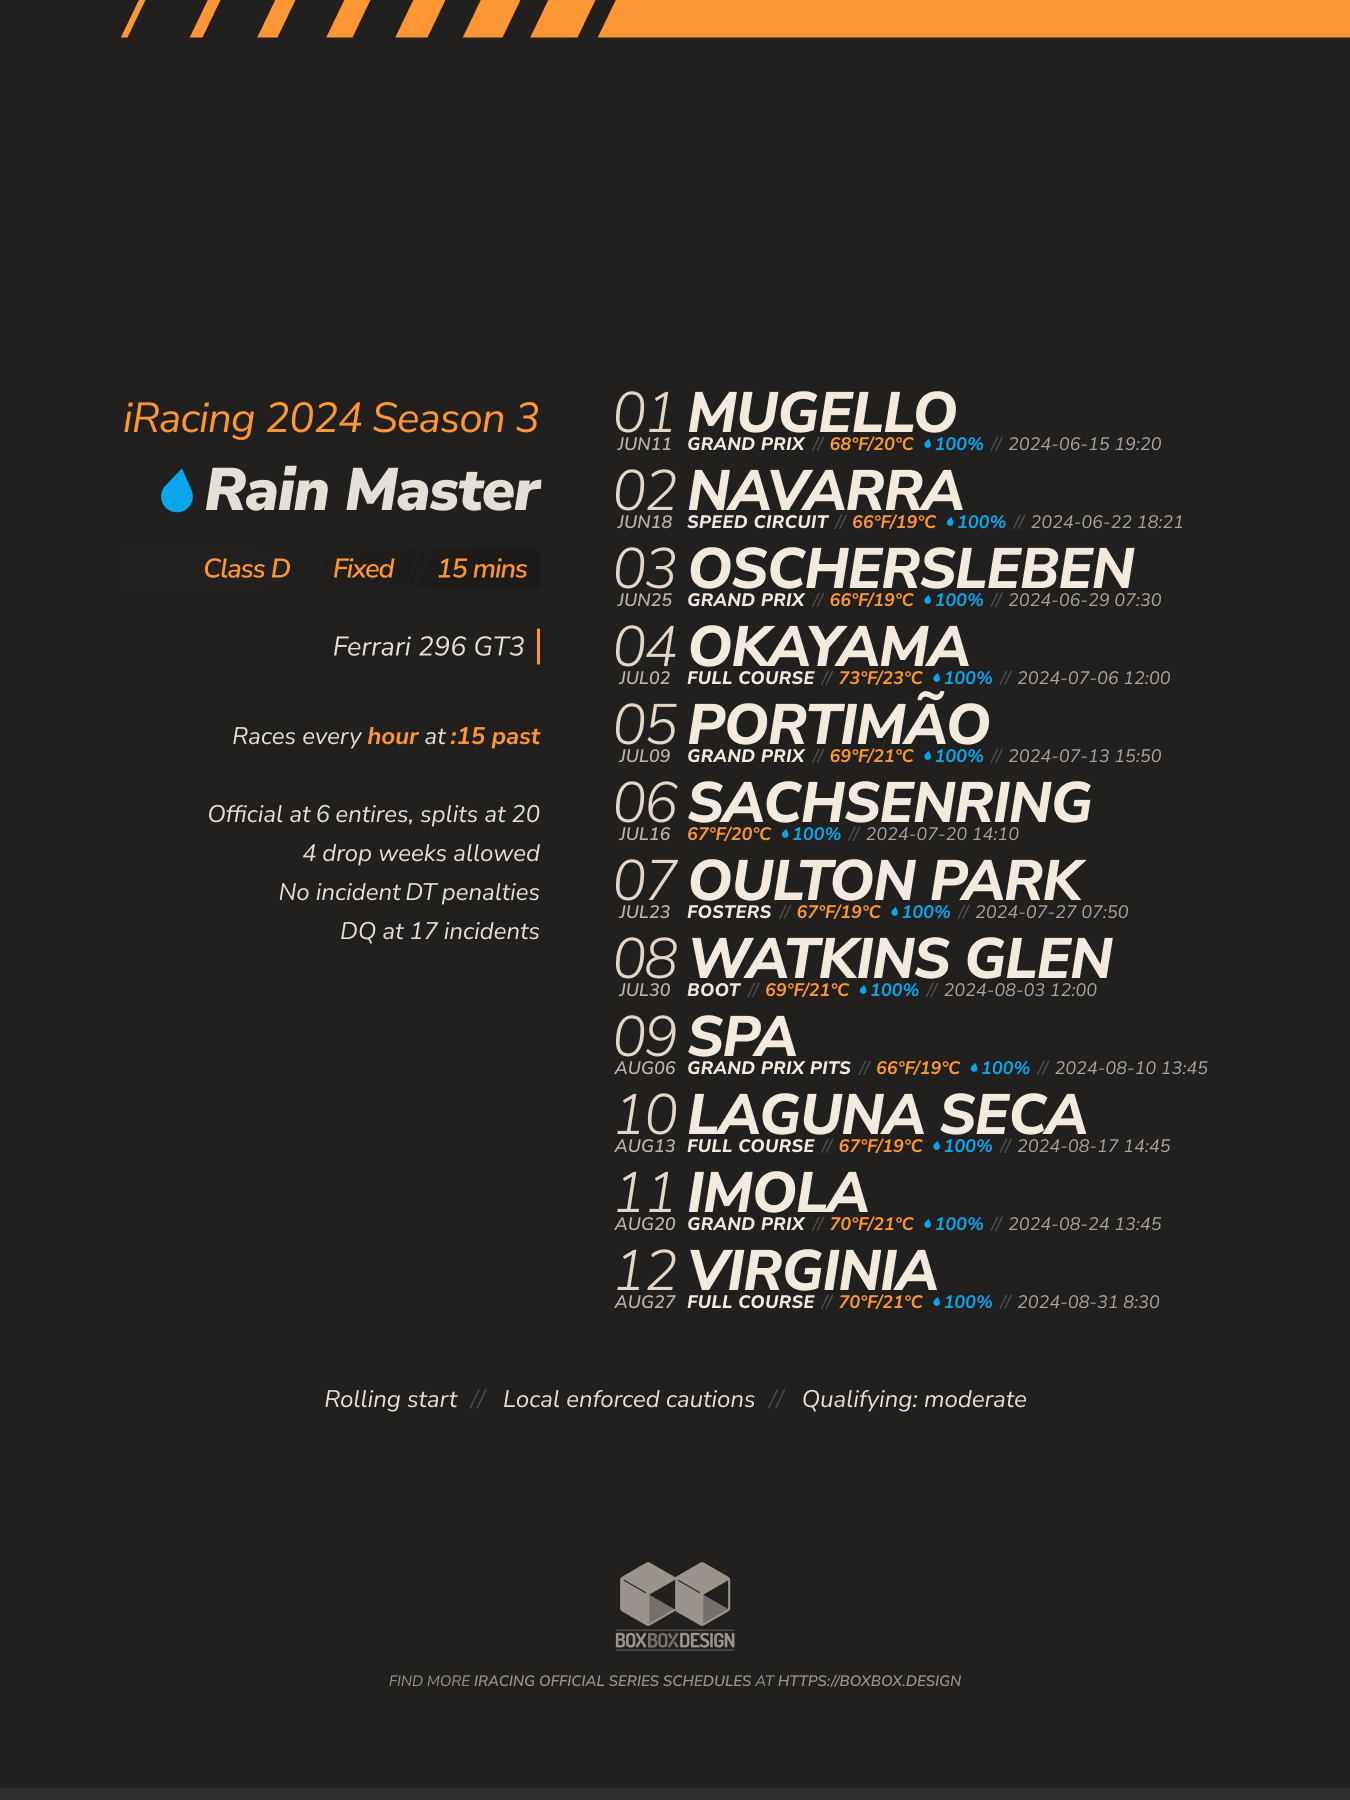 iRacing 2024 Season 3
Rain Master
Class D // Fixed // 15 mins
Ferrari 296 GT3
Races every hour at :15 past
Official at 6 entires, splits at 20
4 drop weeks allowed
No incident DT penalties
DQ at 17 incidents
01 MUGELLO
JUN11 GRAND PRIX // 68°F/20°C 100% // 2024-06-15 19:20
02 NAVARRA
JUN18 SPEED CIRCUIT // 66°F/19°C 100% // 2024-06-22 18:21
03 OSCHERSLEBEN
JUN25 GRAND PRIX // 66°F/19°C 100% // 2024-06-29 07:30
04 OKAYAMA
JUL02 FULL COURSE // 73°F/23°C 100% // 2024-07-06 12:00
05 PORTIMÃO
JUL09 GRAND PRIX // 69°F/21°C 100% // 2024-07-13 15:50
06 SACHSENRING
JUL16 67°F/20°C 100% // 2024-07-20 14:10
07 OULTON PARK
JUL23 FOSTERS // 67°F/19°C 100% // 2024-07-27 07:50
08 WATKINS GLEN
JUL30 BOOT // 69°F/21°C 100% // 2024-08-03 12:00
09 SPA
AUG06 GRAND PRIX PITS // 66°F/19°C 100% // 2024-08-10 13:45
10 LAGUNA SECA
AUG13 FULL COURSE // 67°F/19°C 100% // 2024-08-17 14:45
11 IMOLA
AUG20 GRAND PRIX // 70°F/21°C 100% // 2024-08-24 13:45
12 VIRGINIA
AUG27 FULL COURSE // 70°F/21°C 100% // 2024-08-31 8:30
Rolling start // Local enforced cautions // Qualifying: moderate
BOXBOXDESIGN
FIND MORE IRACING OFFICIAL SERIES SCHEDULES AT HTTPS://BOXBOX.DESIGN